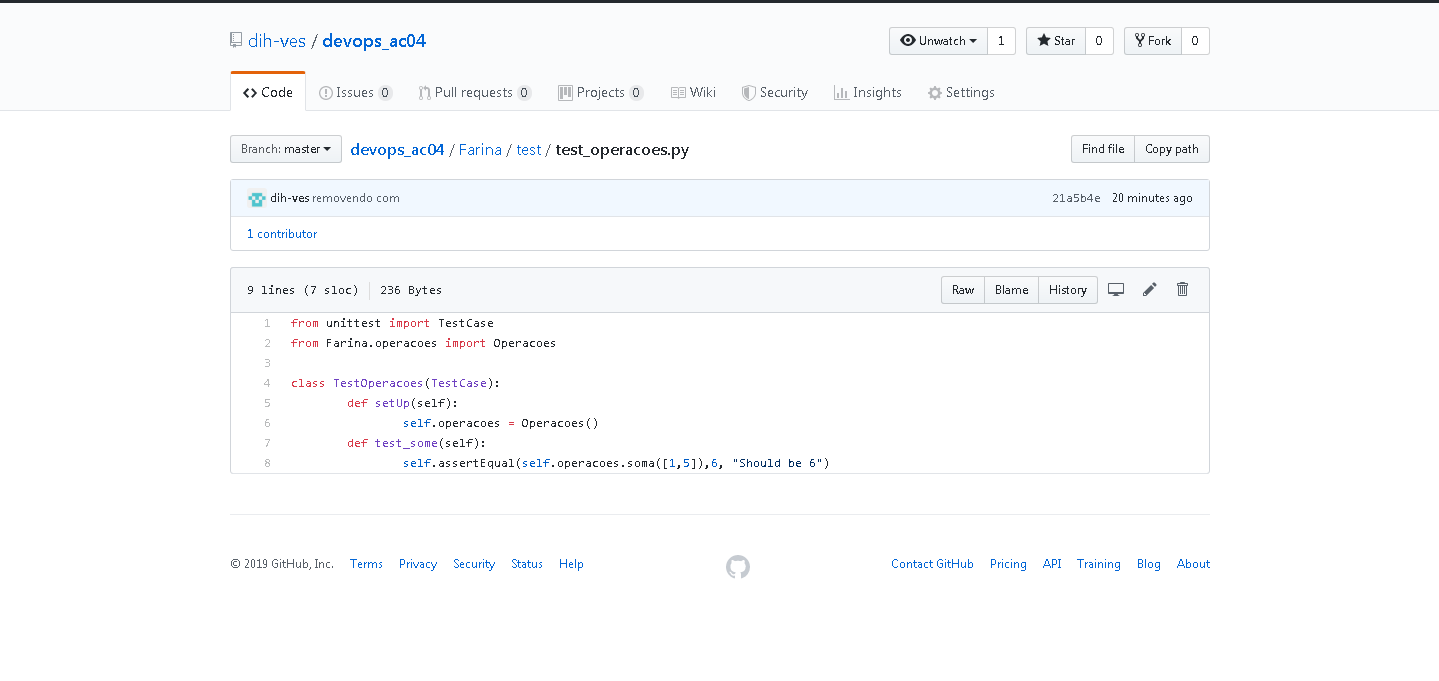 dih-ves / devops_ac04
Unwatch 1 Star 0 Fork 0
Code Issues 0 Pull requests 0 Projects 0 Wiki Security Insights Settings
Branch: master devops_ac04 / Farina / test / test_operacoes.py Find file Copy path
dih-ves removendo com 21a5b4e 20 minutes ago
1 contributor
9 lines (7 sloc) 236 Bytes Raw Blame History
1 from unittest import TestCase
2 from Farina.operacoes import Operacoes
3
4 class TestOperacoes(TestCase):
5 def setUp(self):
6 self.operacoes = Operacoes()
7 def test_some(self):
8 self.assertEqual(self.operacoes.soma([1,5]),6, "Should be 6")
© 2019 GitHub, Inc. Terms Privacy Security Status Help Contact GitHub Pricing API Training Blog About